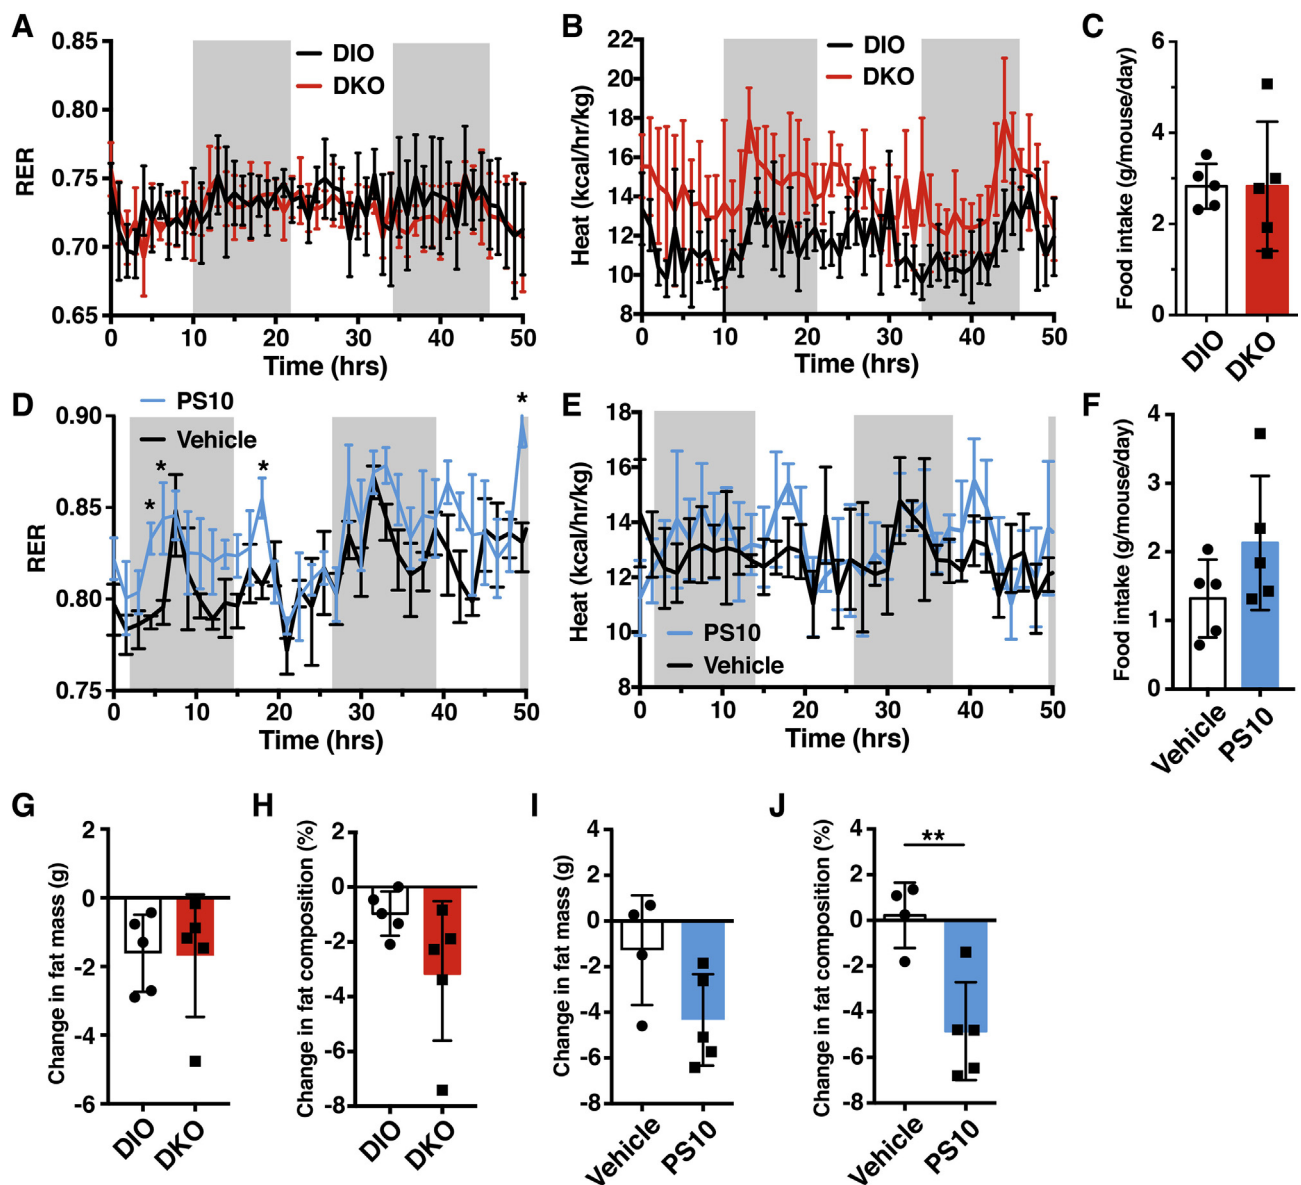 A
RER
0.85
0.80
0.75
0.70
0.65
DIO
DKO
0 10 20 30 40 50
Time (hrs)
B
Heat (kcal/hr/kg)
22
20
18
16
14
12
10
8
DIO
DKO
0 10 20 30 40 50
Time (hrs)
C
Food intake (g/mouse/day)
6
4
2
0
DIO DKO
D
RER
0.90
0.85
0.80
0.75
PS10
Vehicle
* * * *
0 10 20 30 40 50
Time (hrs)
E
Heat (kcal/hr/kg)
18
16
14
12
10
8
PS10
Vehicle
0 10 20 30 40 50
Time (hrs)
F
Food intake (g/mouse/day)
4
3
2
1
0
Vehicle PS10
G
Change in fat mass (g)
2
0
-2
-4
-6
DIO DKO
H
Change in fat composition (%)
2
0
-2
-4
-6
-8
DIO DKO
I
Change in fat mass (g)
4
2
0
-2
-4
-6
-8
Vehicle PS10
J
Change in fat composition (%)
4
2
0
-2
-4
-6
-8
**
Vehicle PS10